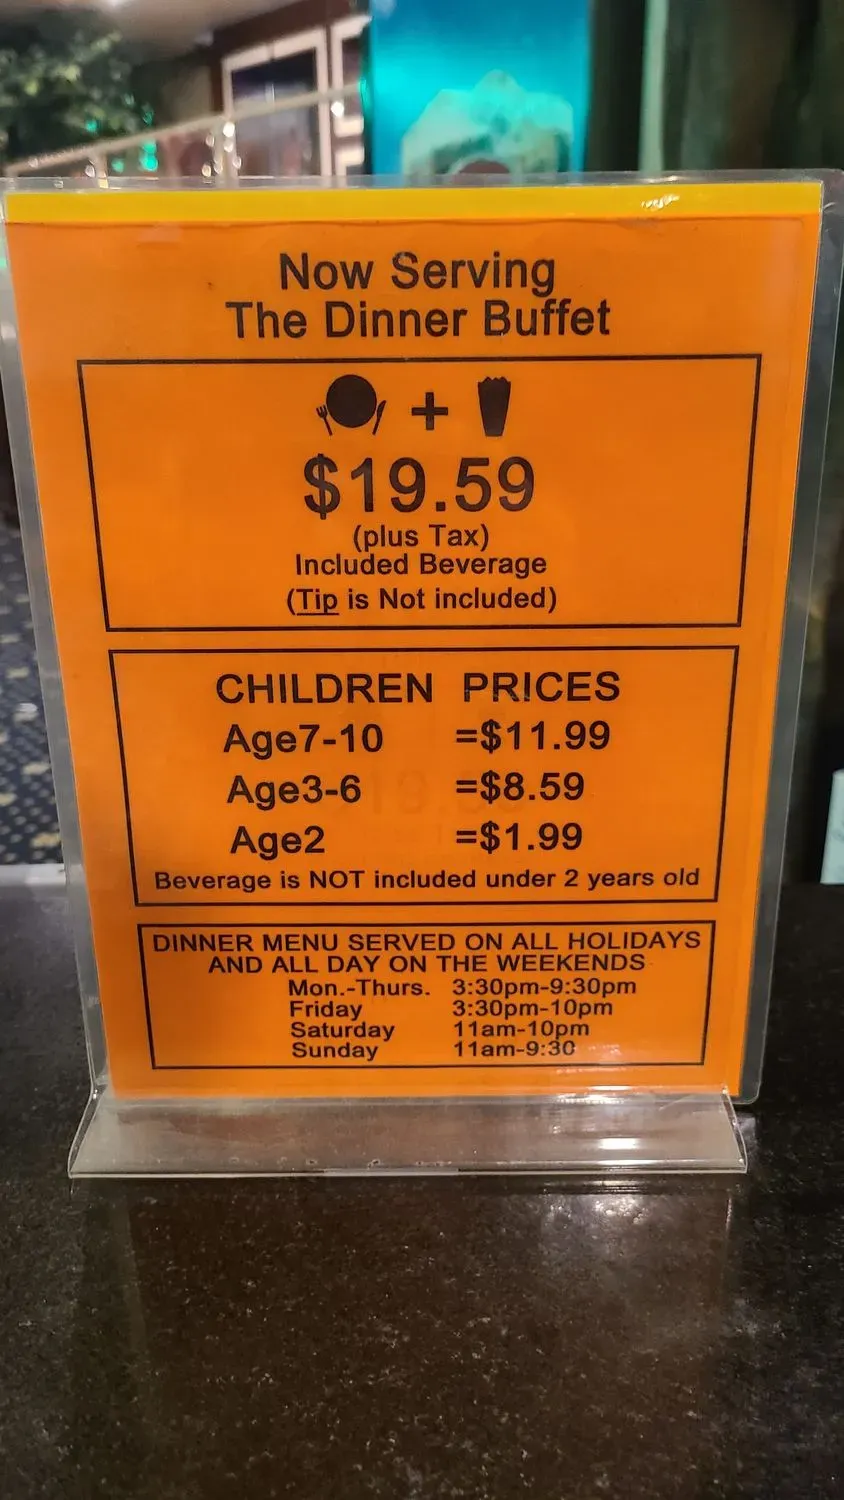 Now Serving
The Dinner Buffet
+
$19.59
(plus Tax)
Included Beverage
(Tip is Not included)
CHILDREN PRICES
Age7-10 =$11.99
Age3-6 =$8.59
Age2 =$1.99
Beverage is NOT included under 2 years old
DINNER MENU SERVED ON ALL HOLIDAYS
AND ALL DAY ON THE WEEKENDS
Mon.-Thurs. 3:30pm-9:30pm
Friday 3:30pm-10pm
Saturday 11am-10pm
Sunday 11am-9:30